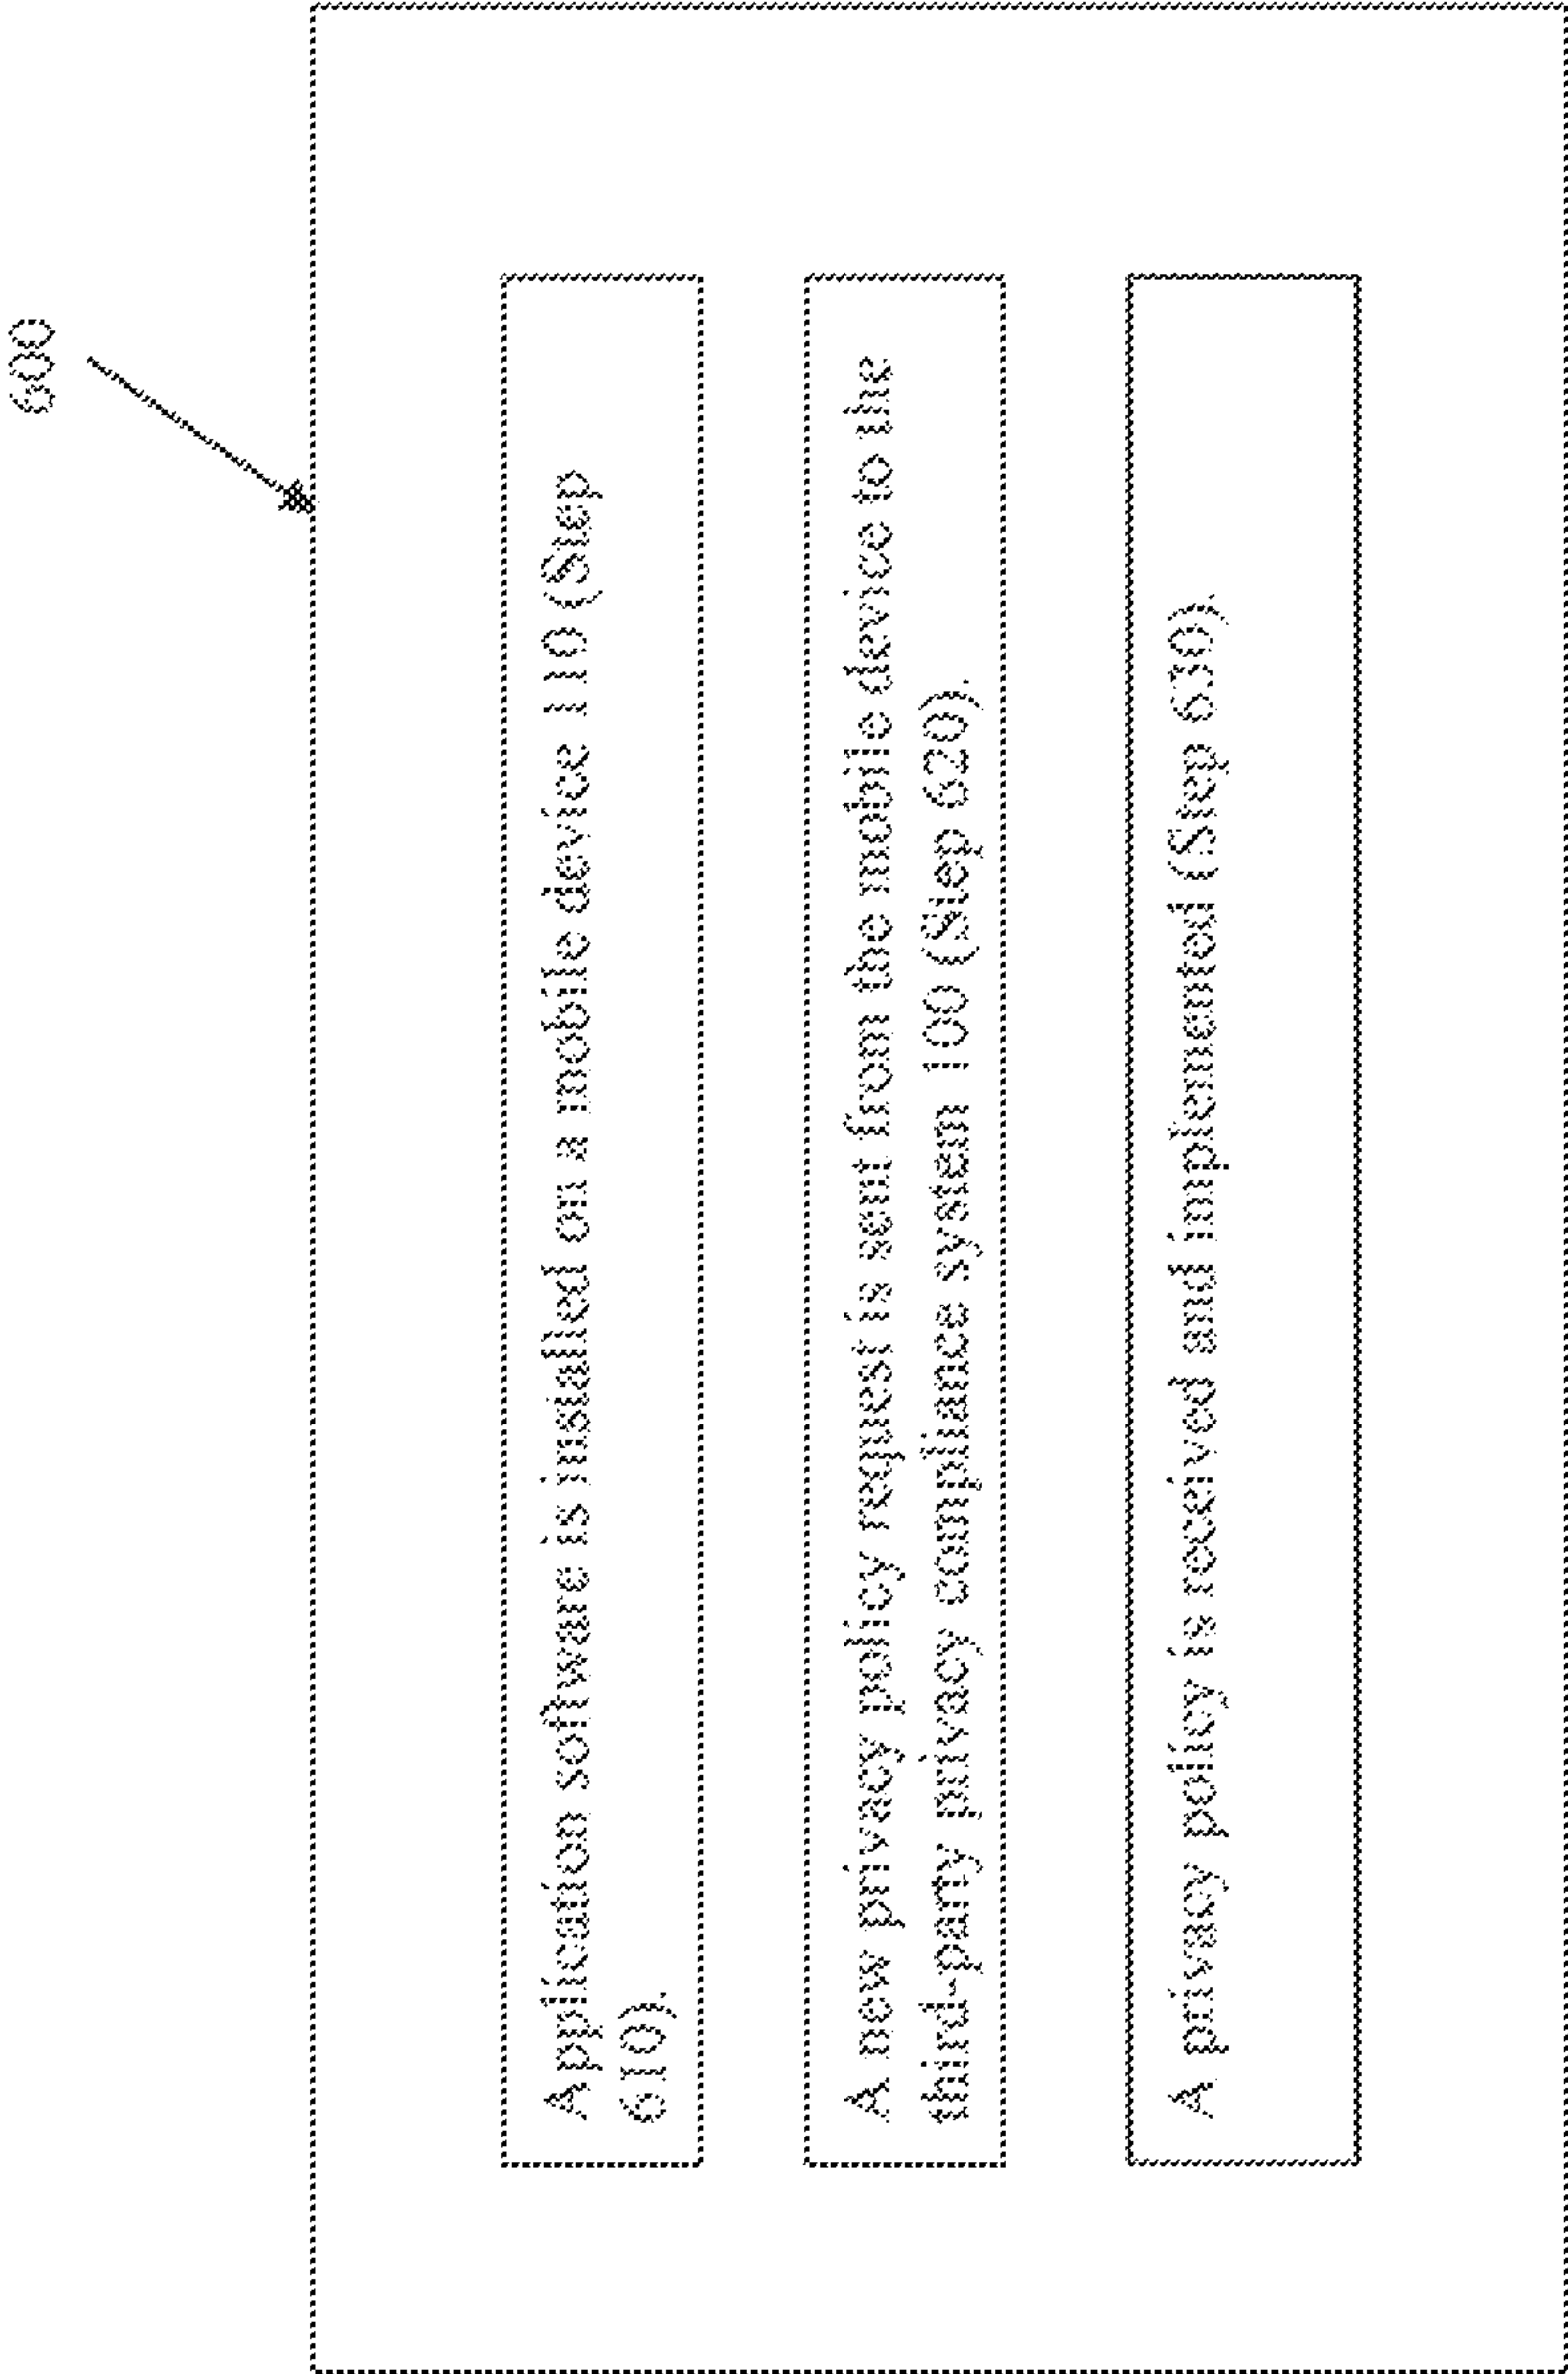 600
Application software is installed on a mobile device 110 (Step
610).
A new privacy policy request is sent from the mobile device to the
third-party privacy compliance system 100 (Step 620).
A privacy policy is received and implemented (Step 630).